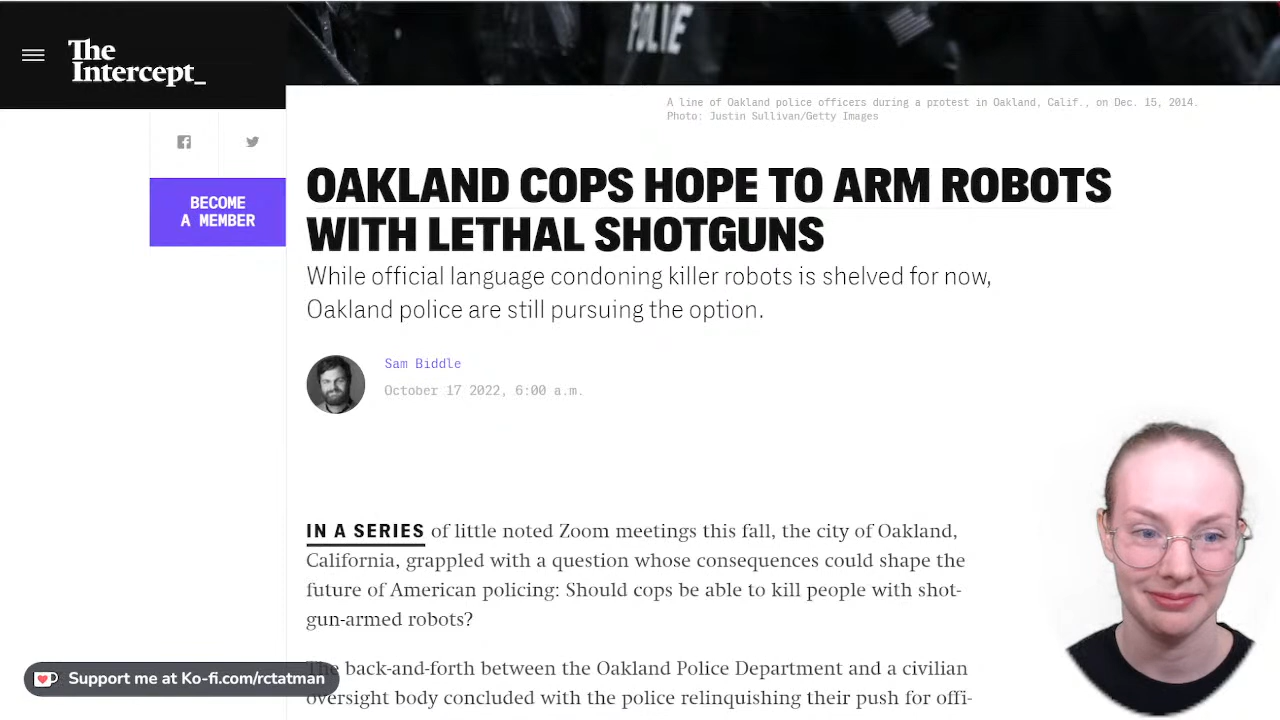 POLICE
The
Intercept_
A line of Oakland police officers during a protest in Oakland, Calif., on Dec. 15, 2014.
Photo: Justin Sullivan/Getty Images
BECOME
A MEMBER
OAKLAND COPS HOPE TO ARM ROBOTS
WITH LETHAL SHOTGUNS
While official language condoning killer robots is shelved for now,
Oakland police are still pursuing the option.
Sam Biddle
October 17 2022, 6:00 a.m.
IN A SERIES of little noted Zoom meetings this fall, the city of Oakland,
California, grappled with a question whose consequences could shape the
future of American policing: Should cops be able to kill people with shot-
gun-armed robots?
The back-and-forth between the Oakland Police Department and a civilian
oversight body concluded with the police relinquishing their push for offi-
Support me at Ko-fi.com/rctatman